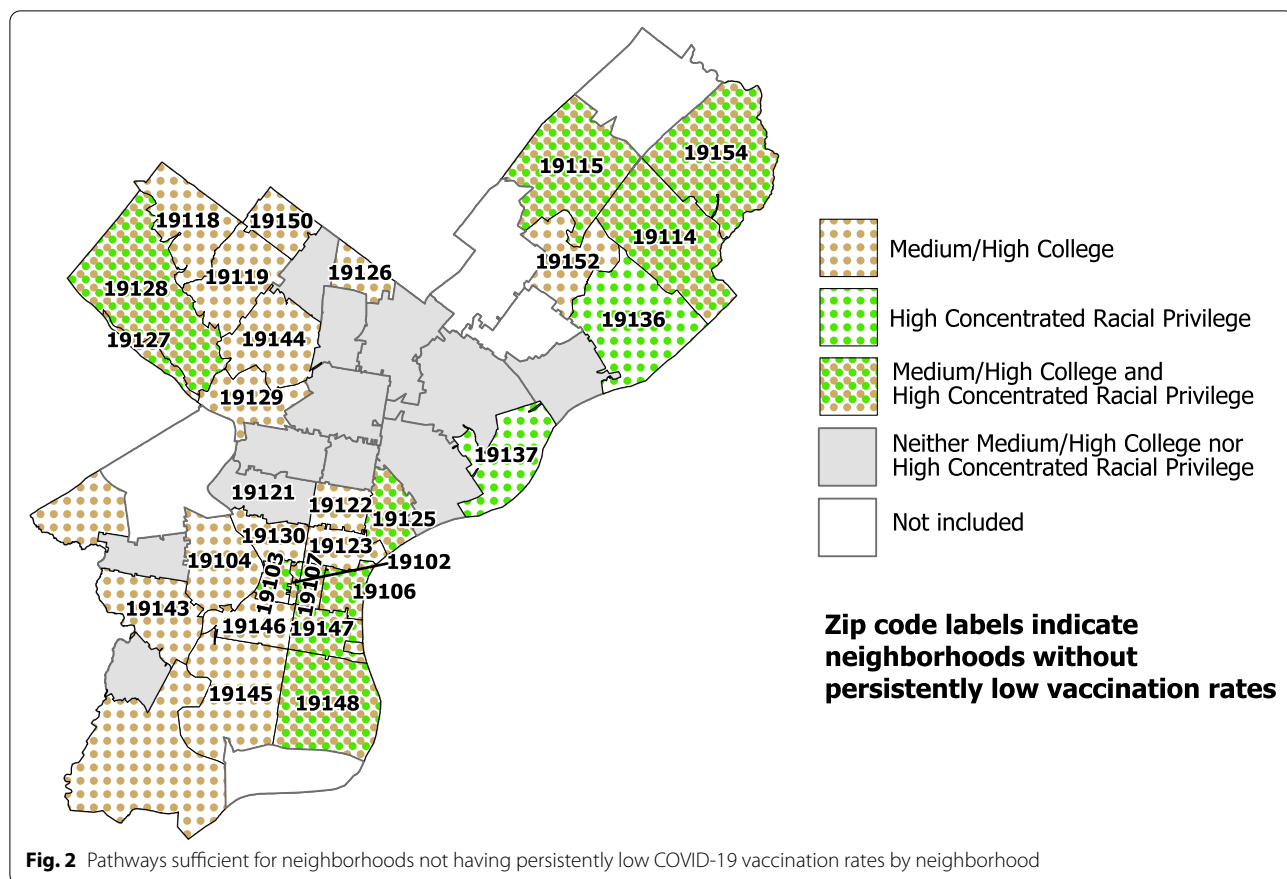 19154
19115
19118
19150
19114
19152
19119
19126
19128
19136
19127
19144
19129
19137
19121
19122
19125
19130
19123
19104
19103
19107
19102
19106
19143
19146
19147
19145
19148
Medium/High College
High Concentrated Racial Privilege
Medium/High College and
High Concentrated Racial Privilege
Neither Medium/High College nor
High Concentrated Racial Privilege
Not included
Zip code labels indicate
neighborhoods without
persistently low vaccination rates
Fig. 2 Pathways sufficient for neighborhoods not having persistently low COVID-19 vaccination rates by neighborhood